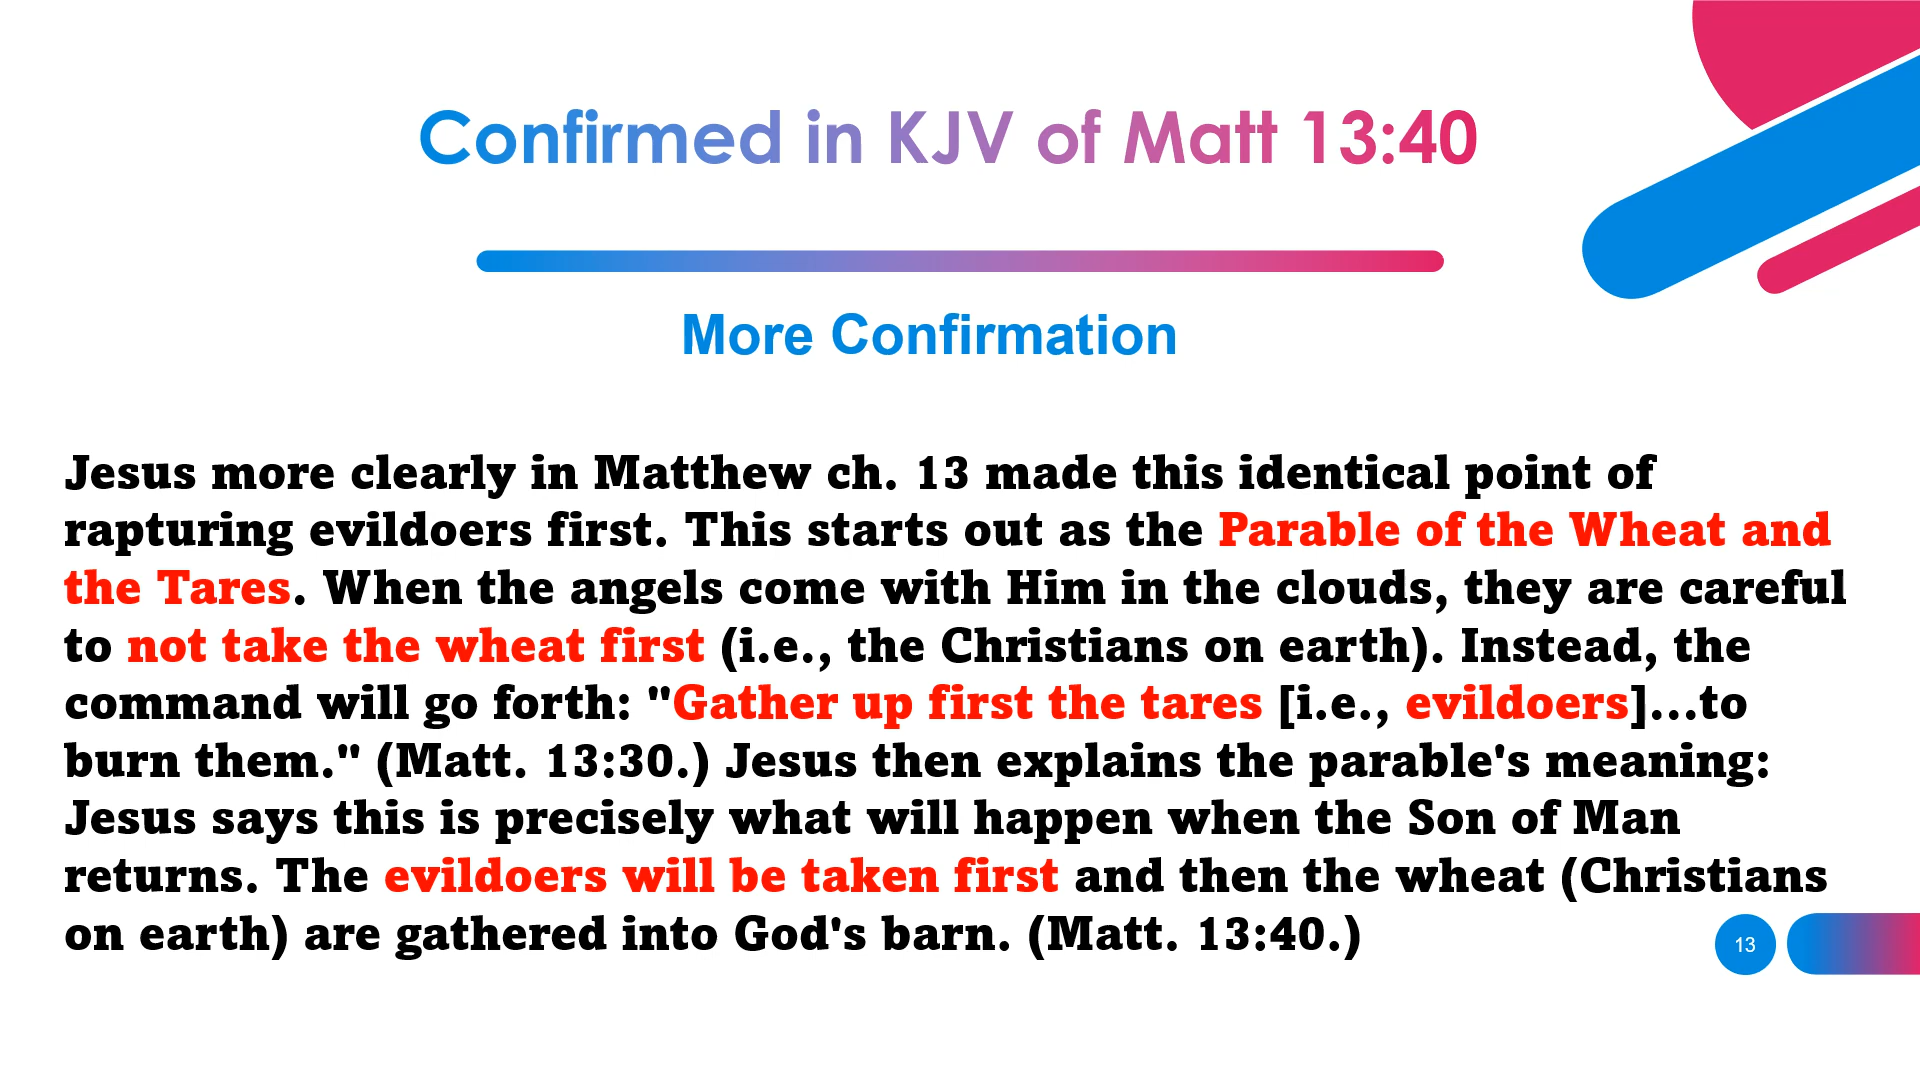 Confirmed in KJV of Matt 13:40
More Confirmation
Jesus more clearly in Matthew ch. 13 made this identical point of
rapturing evildoers first. This starts out as the Parable of the Wheat and
the Tares. When the angels come with Him in the clouds, they are careful
to not take the wheat first (i.e., the Christians on earth). Instead, the
command will go forth: "Gather up first the tares [i.e., evildoers]...to
burn them." (Matt. 13:30.) Jesus then explains the parable's meaning:
Jesus says this is precisely what will happen when the Son of Man
returns. The evildoers will be taken first and then the wheat (Christians
on earth) are gathered into God's barn. (Matt. 13:40.)
13